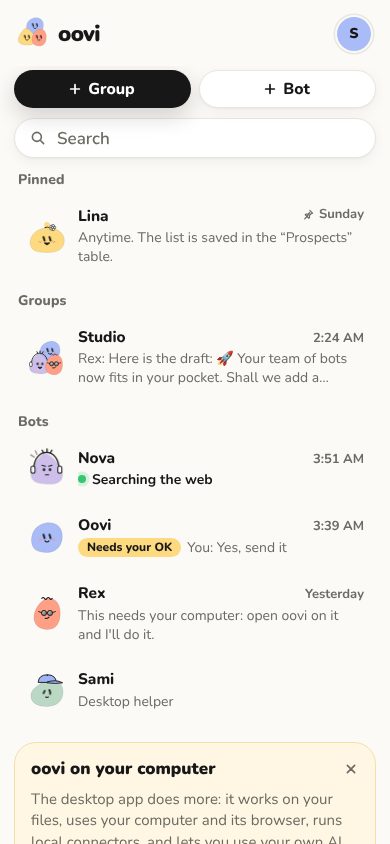 oovi
S
+ Group
+ Bot
Search
Pinned
Lina
Sunday
Anytime. The list is saved in the “Prospects”
table.
Groups
Studio
2:24 AM
Rex: Here is the draft: 🚀 Your team of bots
now fits in your pocket. Shall we add a…
Bots
Nova
3:51 AM
Searching the web
Oovi
3:39 AM
Needs your OK You: Yes, send it
Rex
Yesterday
This needs your computer: open oovi on it
and I'll do it.
Sami
Desktop helper
oovi on your computer
The desktop app does more: it works on your
files, uses your computer and its browser, runs
local connectors, and lets you use your own AI